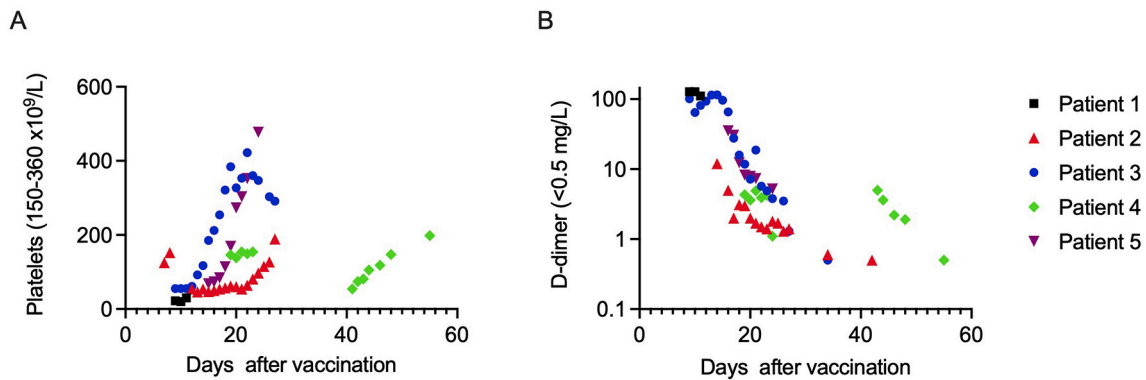 A
B
Platelets (150-360 x10⁹/L)
600
400
200
0
0
20
40
60
Days after vaccination
D-dimer (<0.5 mg/L)
100
10
1
0.1
0
20
40
60
Days after vaccination
Patient 1
Patient 2
Patient 3
Patient 4
Patient 5